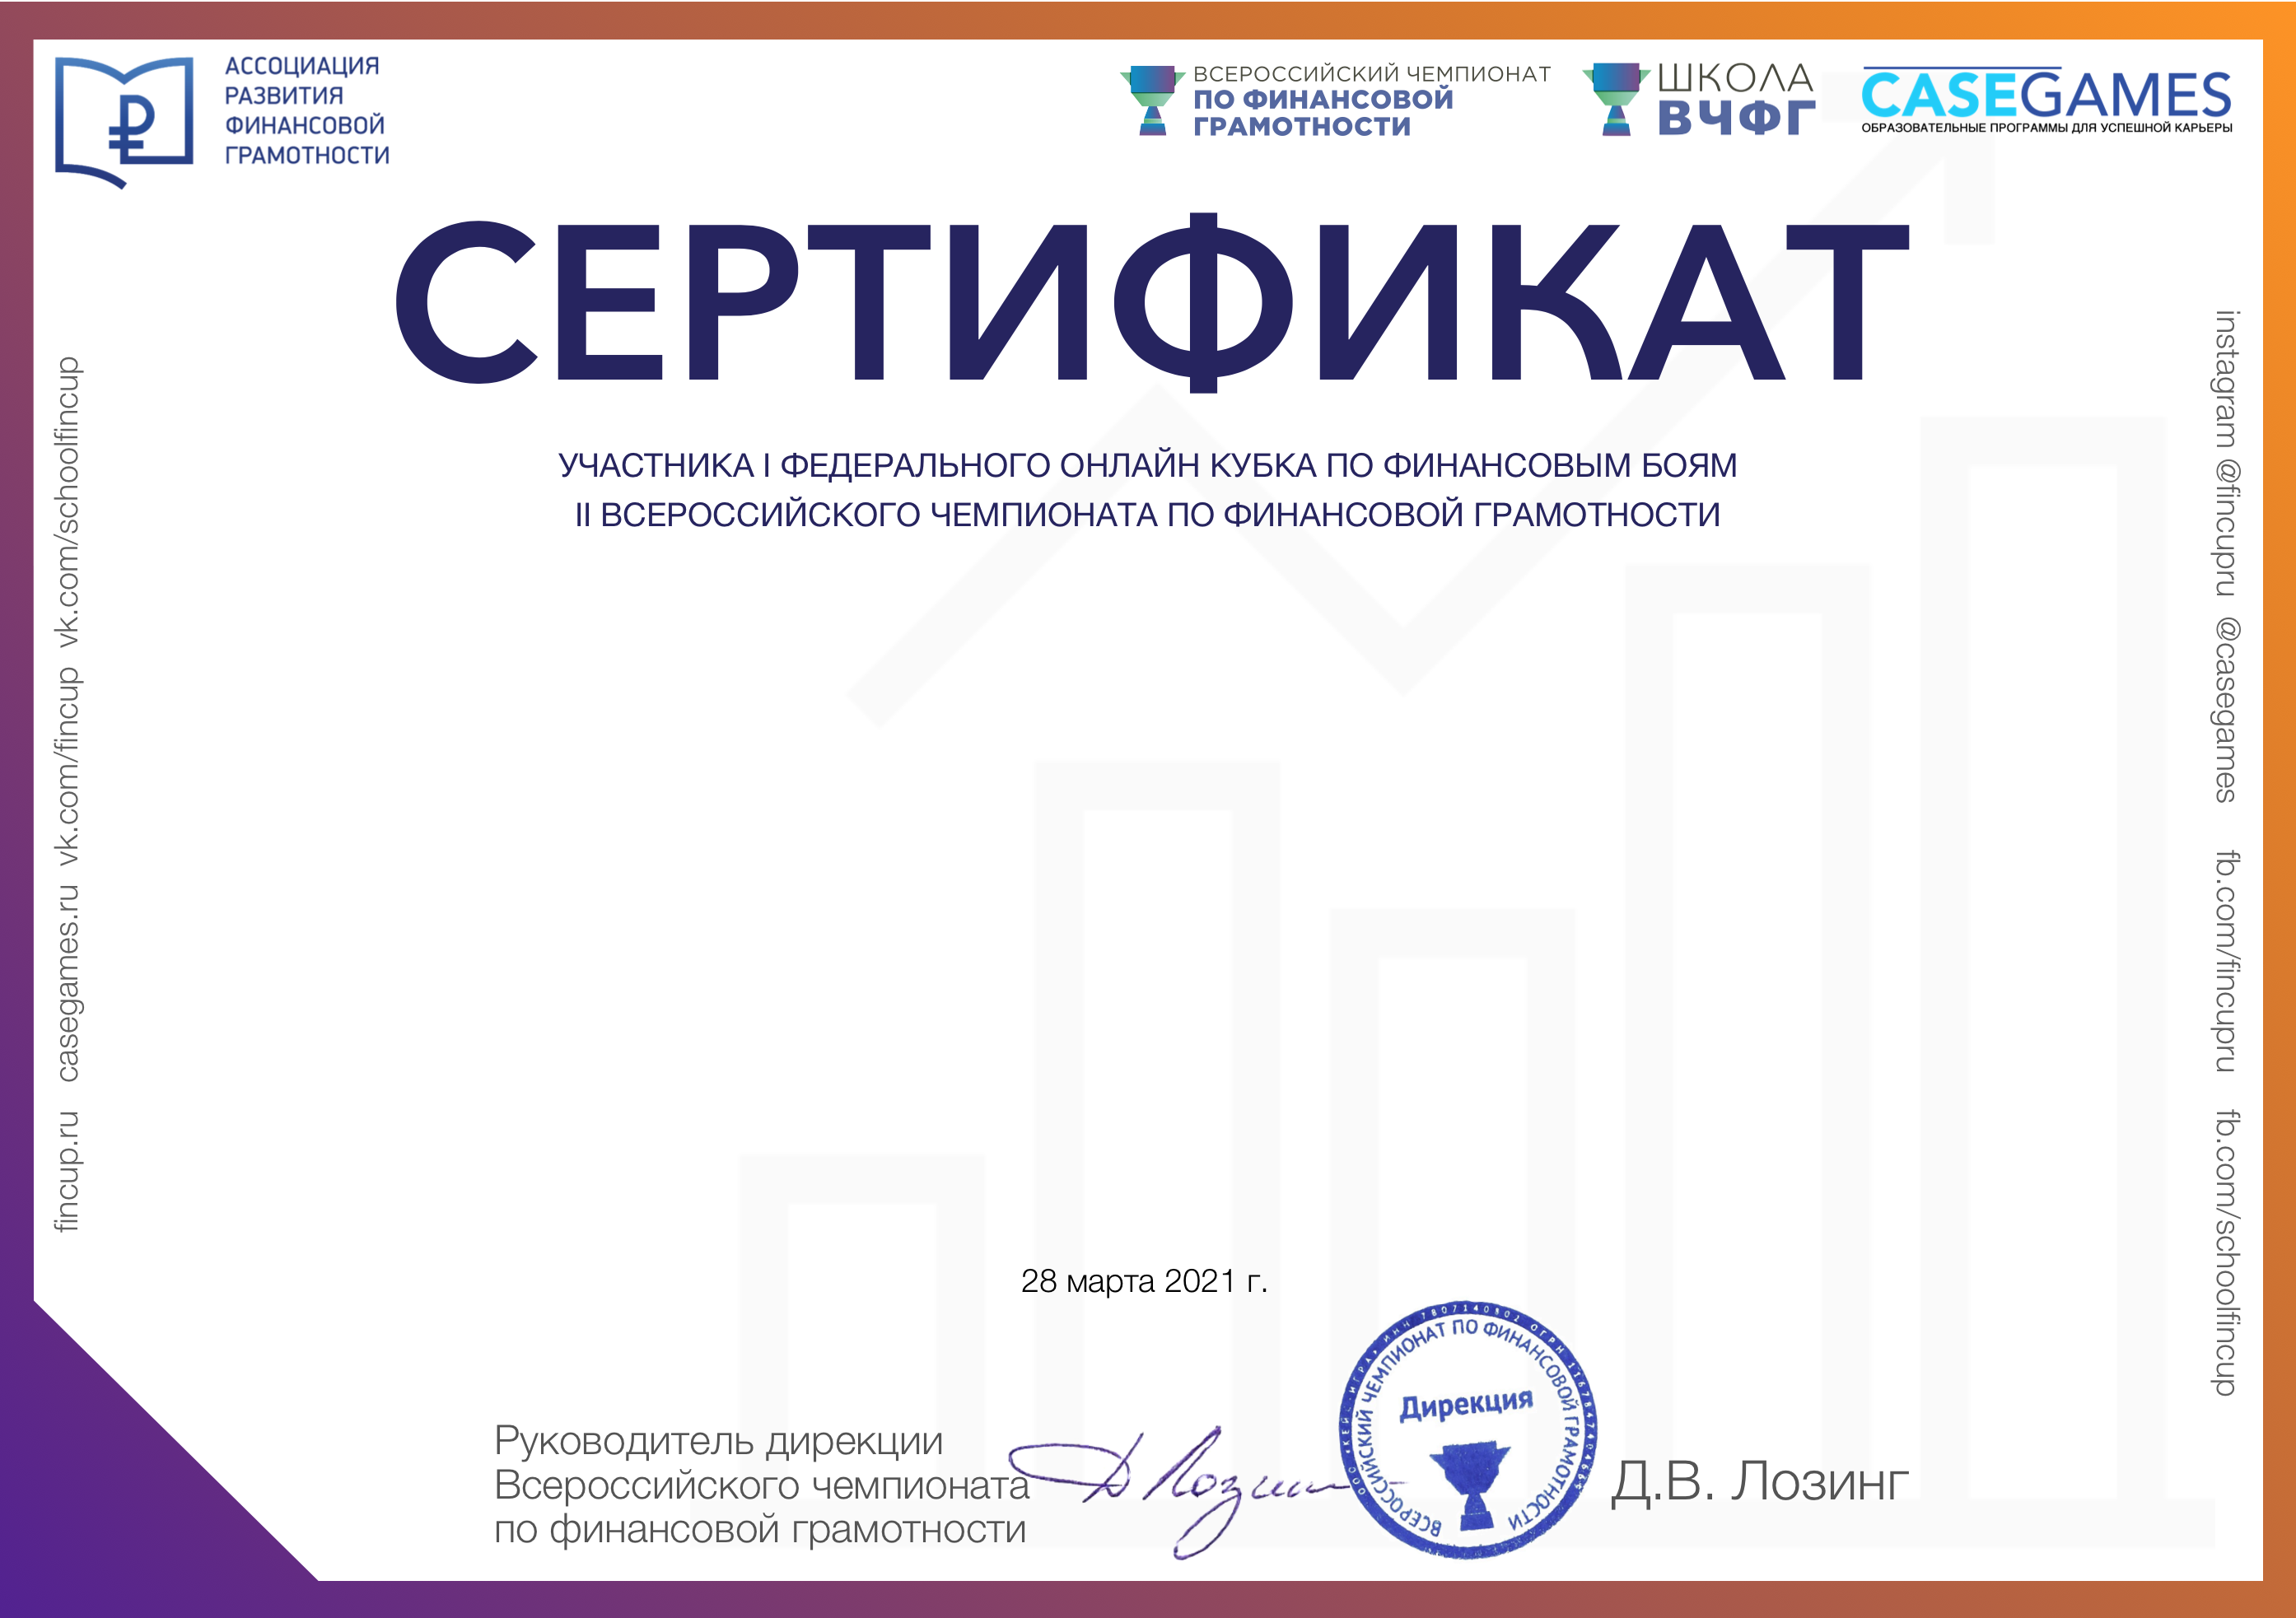 АССОЦИАЦИЯ
РАЗВИТИЯ
ФИНАНСОВОЙ
ГРАМОТНОСТИ
ВСЕРОССИЙСКИЙ ЧЕМПИОНАТ
ПО ФИНАНСОВОЙ
ГРАМОТНОСТИ
ШКОЛА
ВЧФГ
CASEGAMES
ОБРАЗОВАТЕЛЬНЫЕ ПРОГРАММЫ ДЛЯ УСПЕШНОЙ КАРЬЕРЫ
СЕРТИФИКАТ
УЧАСТНИКА I ФЕДЕРАЛЬНОГО ОНЛАЙН КУБКА ПО ФИНАНСОВЫМ БОЯМ
II ВСЕРОССИЙСКОГО ЧЕМПИОНАТА ПО ФИНАНСОВОЙ ГРАМОТНОСТИ
fincup.ru casegames.ru vk.com/fincup vk.com/schoolfincup
instagram @fincupru @casegames fb.com/fincupru fb.com/schoolfincup
28 марта 2021 г.
Руководитель дирекции
Всероссийского чемпионата
по финансовой грамотности
Д Лозинг
ВСЕРОССИЙСКИЙ ЧЕМПИОНАТ ПО ФИНАНСОВОЙ ГРАМОТНОСТИ
Дирекция
Д.В. Лозинг